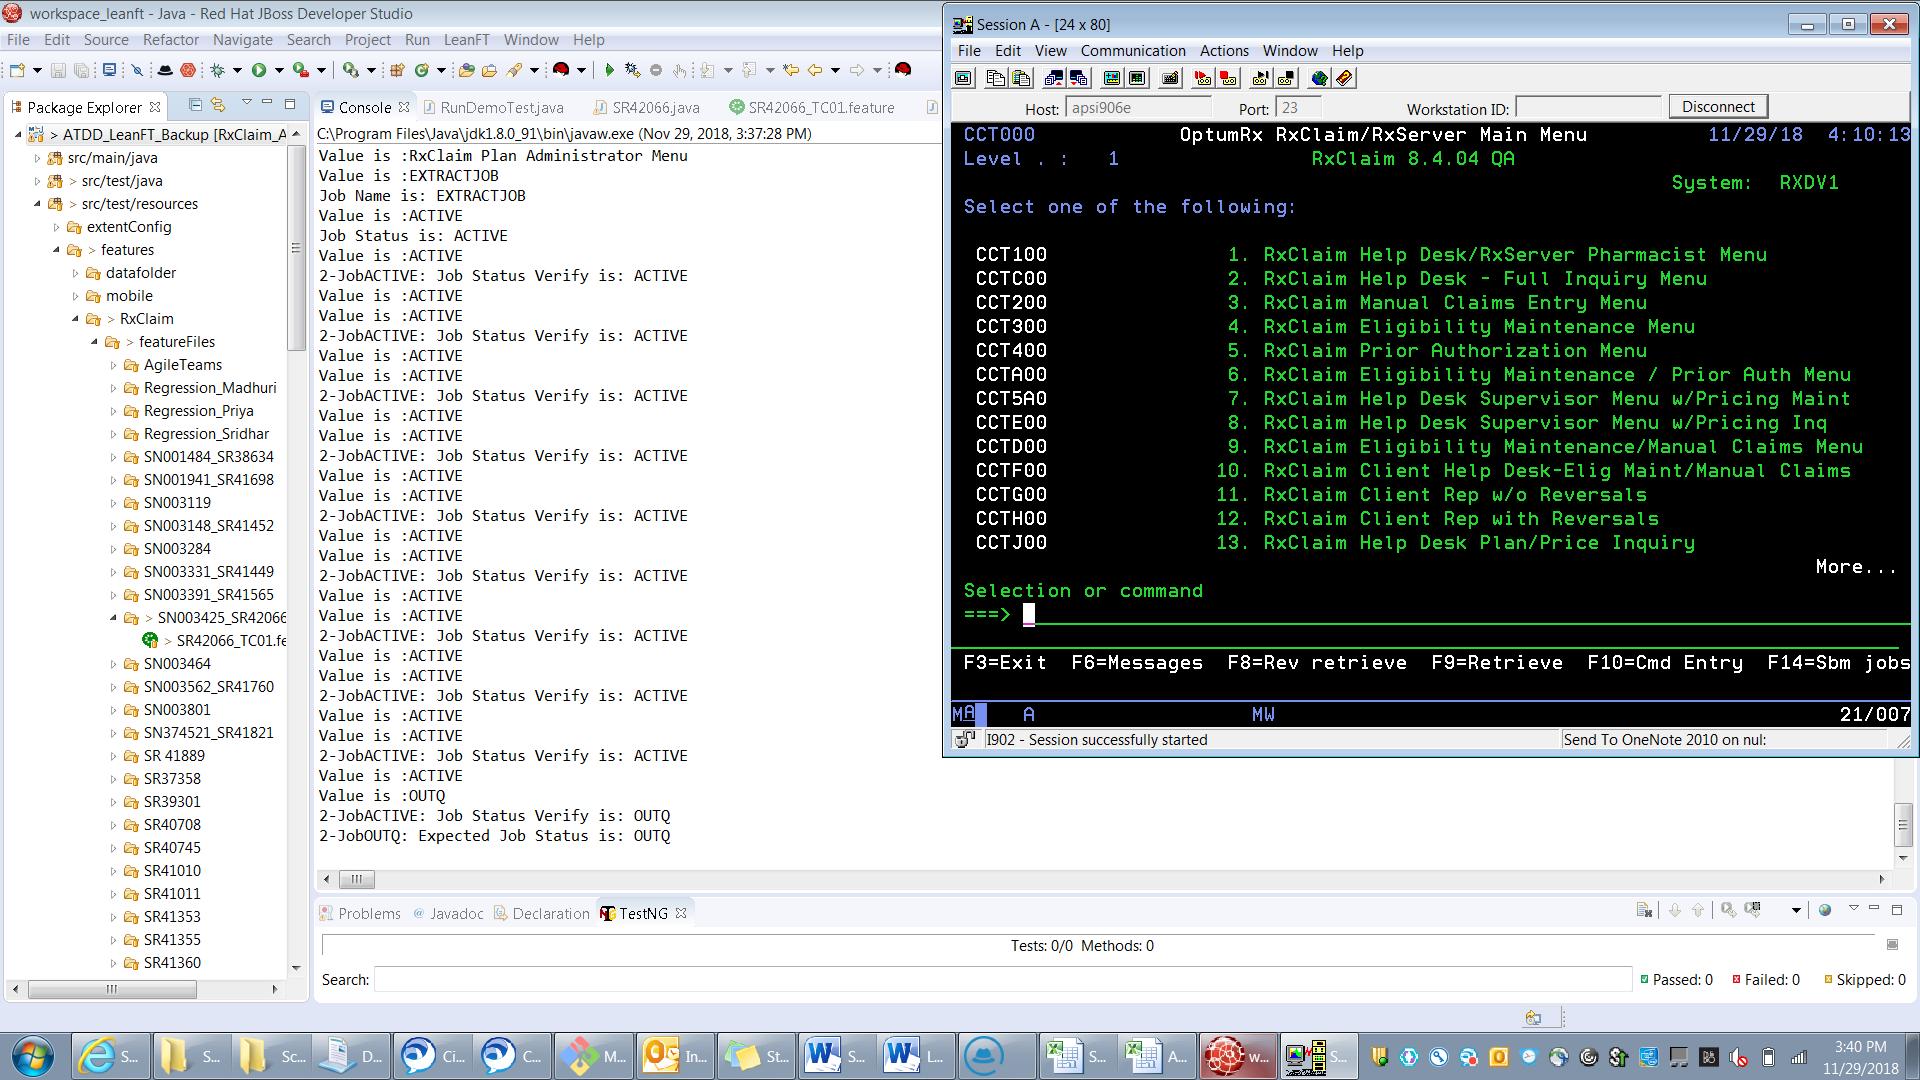 workspace_leanft - Java - Red Hat JBoss Developer Studio
File Edit Source Refactor Navigate Search Project Run LeanFT Window Help
Package Explorer
> ATDD_LeanFT_Backup [RxClaim_A
src/main/java
> src/test/java
> src/test/resources
extentConfig
> features
datafolder
mobile
> RxClaim
> featureFiles
AgileTeams
Regression_Madhuri
Regression_Priya
Regression_Sridhar
SN001484_SR38634
SN001941_SR41698
SN003119
SN003148_SR41452
SN003284
SN003331_SR41449
SN003391_SR41565
> SN003425_SR42066
> SR42066_TC01.fe
SN003464
SN003562_SR41760
SN003801
SN374521_SR41821
SR 41889
SR37358
SR39301
SR40708
SR40745
SR41010
SR41011
SR41353
SR41355
SR41360
Console RunDemoTest.java SR42066.java SR42066_TC01.feature
C:\Program Files\Java\jdk1.8.0_91\bin\javaw.exe (Nov 29, 2018, 3:37:28 PM)
Value is :RxClaim Plan Administrator Menu
Value is :EXTRACTJOB
Job Name is: EXTRACTJOB
Value is :ACTIVE
Job Status is: ACTIVE
Value is :ACTIVE
2-JobACTIVE: Job Status Verify is: ACTIVE
Value is :ACTIVE
Value is :ACTIVE
2-JobACTIVE: Job Status Verify is: ACTIVE
Value is :ACTIVE
Value is :ACTIVE
2-JobACTIVE: Job Status Verify is: ACTIVE
Value is :ACTIVE
Value is :ACTIVE
2-JobACTIVE: Job Status Verify is: ACTIVE
Value is :ACTIVE
Value is :ACTIVE
2-JobACTIVE: Job Status Verify is: ACTIVE
Value is :ACTIVE
Value is :ACTIVE
2-JobACTIVE: Job Status Verify is: ACTIVE
Value is :ACTIVE
Value is :ACTIVE
2-JobACTIVE: Job Status Verify is: ACTIVE
Value is :ACTIVE
Value is :ACTIVE
2-JobACTIVE: Job Status Verify is: ACTIVE
Value is :ACTIVE
Value is :ACTIVE
2-JobACTIVE: Job Status Verify is: ACTIVE
Value is :ACTIVE
Value is :OUTQ
2-JobACTIVE: Job Status Verify is: OUTQ
2-JobOUTQ: Expected Job Status is: OUTQ
Problems Javadoc Declaration TestNG
Tests: 0/0 Methods: 0
Search: Passed: 0 Failed: 0 Skipped: 0
Session A - [24 x 80]
File Edit View Communication Actions Window Help
Host: apsi906e Port: 23 Workstation ID: Disconnect
CCT000 OptumRx RxClaim/RxServer Main Menu 11/29/18 4:10:13
Level . : 1 RxClaim 8.4.04 QA
System: RXDV1
Select one of the following:
CCT100 1. RxClaim Help Desk/RxServer Pharmacist Menu
CCTC00 2. RxClaim Help Desk - Full Inquiry Menu
CCT200 3. RxClaim Manual Claims Entry Menu
CCT300 4. RxClaim Eligibility Maintenance Menu
CCT400 5. RxClaim Prior Authorization Menu
CCTA00 6. RxClaim Eligibility Maintenance / Prior Auth Menu
CCT5A0 7. RxClaim Help Desk Supervisor Menu w/Pricing Maint
CCTE00 8. RxClaim Help Desk Supervisor Menu w/Pricing Inq
CCTD00 9. RxClaim Eligibility Maintenance/Manual Claims Menu
CCTF00 10. RxClaim Client Help Desk-Elig Maint/Manual Claims
CCTG00 11. RxClaim Client Rep w/o Reversals
CCTH00 12. RxClaim Client Rep with Reversals
CCTJ00 13. RxClaim Help Desk Plan/Price Inquiry
More...
Selection or command
===>
F3=Exit F6=Messages F8=Rev retrieve F9=Retrieve F10=Cmd Entry F14=Sbm jobs
MA A MW 21/007
I902 - Session successfully started Send To OneNote 2010 on nul:
S... S... Sc... D... Ci... C... M... In... St... S... L... S... A... w... S...
3:40 PM
11/29/2018